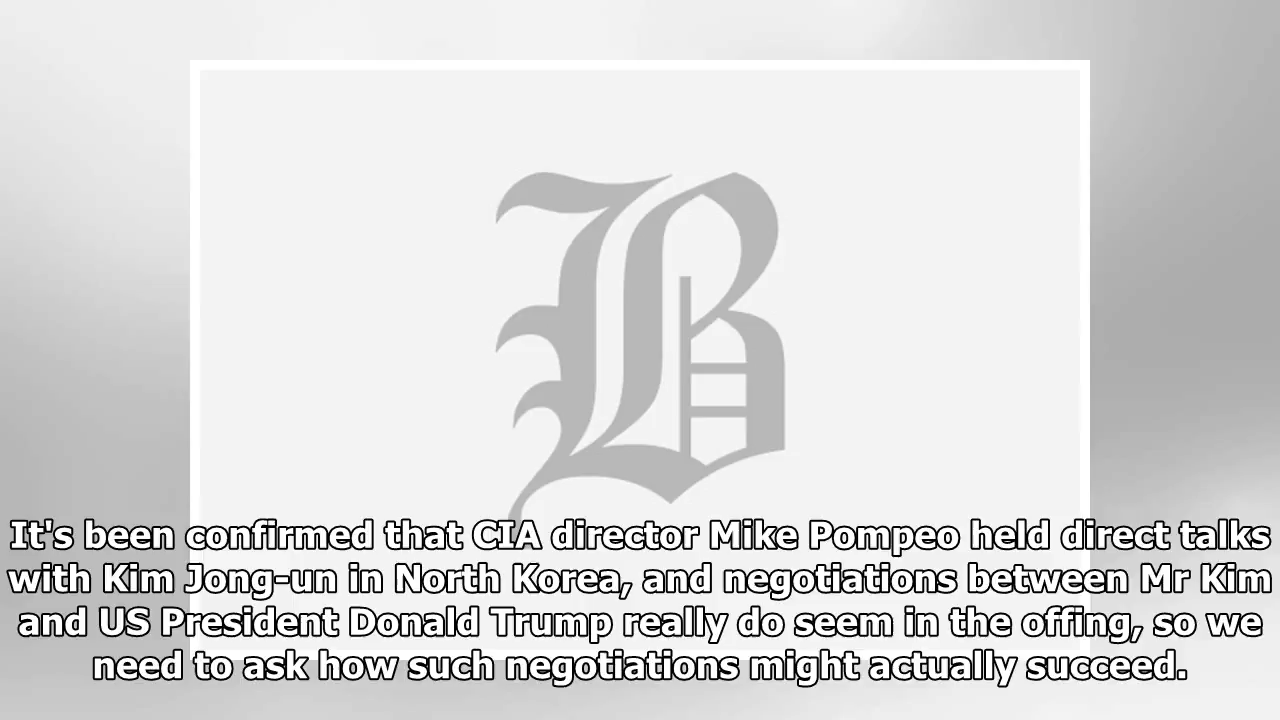 B
It's been confirmed that CIA director Mike Pompeo held direct talks
with Kim Jong-un in North Korea, and negotiations between Mr Kim
and US President Donald Trump really do seem in the offing, so we
need to ask how such negotiations might actually succeed.